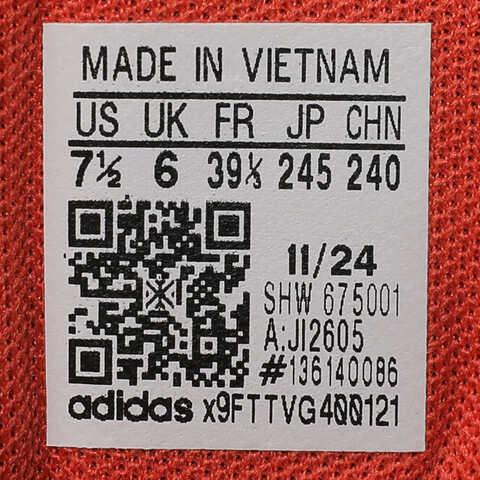 MADE IN VIETNAM
US UK FR JP CHN
7½ 6 39⅓ 245 240
11/24
SHW 675001
A:JI2605
#136140086
adidas x9FTTVG400121